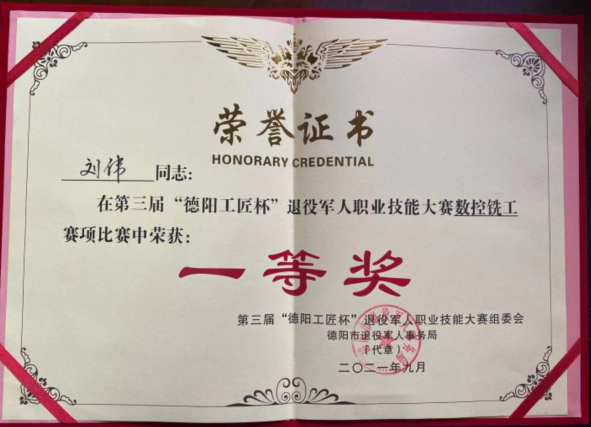 荣誉证书
HONORARY CREDENTIAL
刘伟 同志：
在第三届“德阳工匠杯”退役军人职业技能大赛数控铣工
赛项比赛中荣获：
一等奖
第三届“德阳工匠杯”退役军人职业技能大赛组委会
德阳市退役军人事务局
（代章）
二〇二一年九月